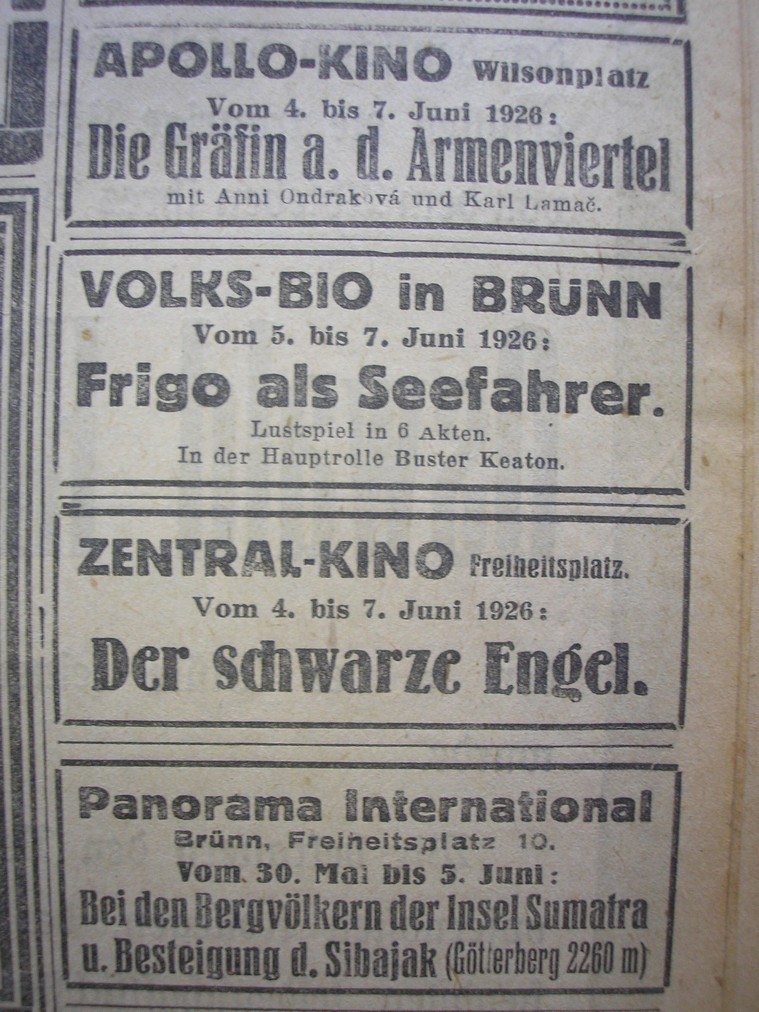 APOLLO-KINO Wilsonplatz
Vom 4. bis 7. Juni 1926:
Die Gräfin a. d. Armenviertel
mit Anni Ondraková und Karl Lamač.
VOLKS-BIO in BRÜNN
Vom 5. bis 7. Juni 1926:
Frigo als Seefahrer.
Lustspiel in 6 Akten.
In der Hauptrolle Buster Keaton.
ZENTRAL-KINO Freiheitsplatz.
Vom 4. bis 7. Juni 1926:
Der schwarze Engel.
Panorama International
Brünn, Freiheitsplatz 10.
Vom 30. Mai bis 5. Juni:
Bei den Bergvölkern der Insel Sumatra
u. Besteigung d. Sibajak (Götterberg 2260 m)